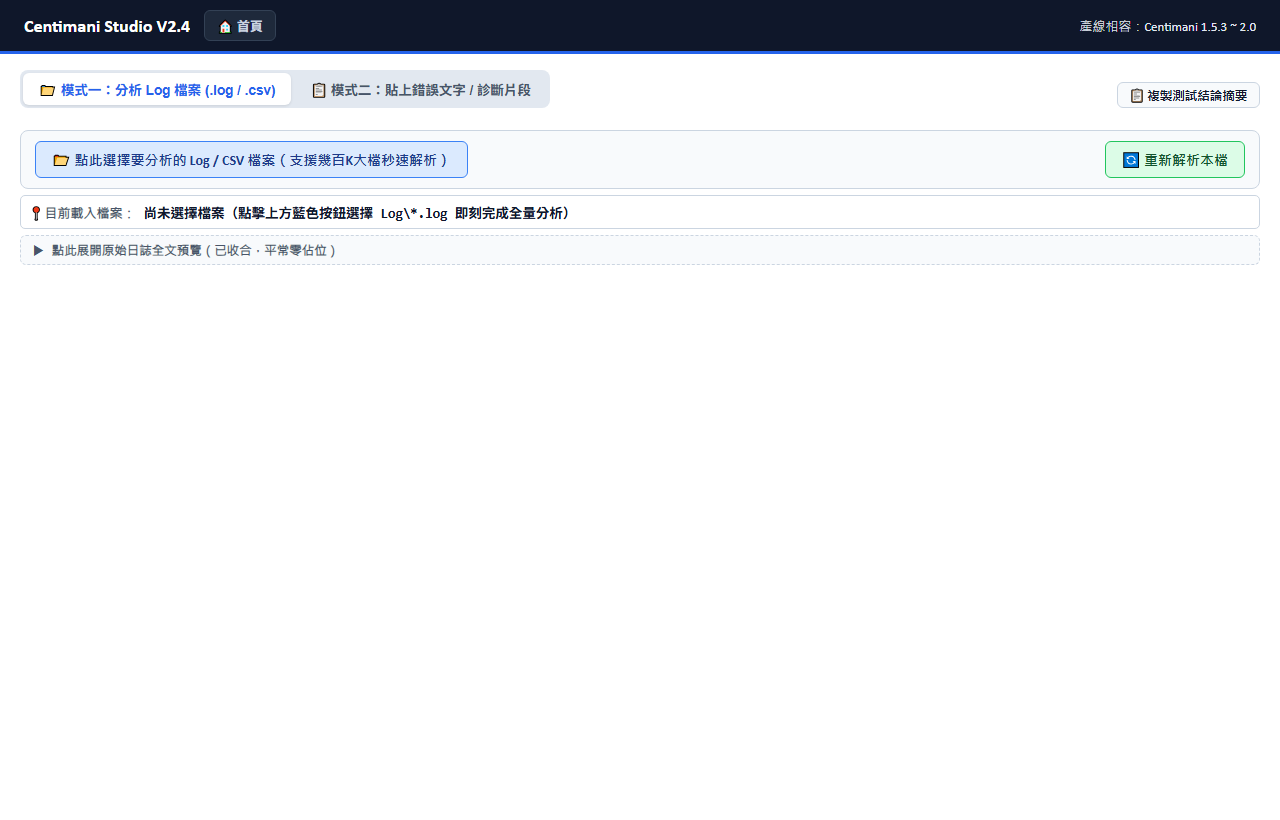 Centimani Studio V2.4 🏠 首頁 產線相容：Centimani 1.5.3 ~ 2.0
📂 模式一：分析 Log 檔案 (.log / .csv) 📋 模式二：貼上錯誤文字 / 診斷片段
📋 複製測試結論摘要
📂 點此選擇要分析的 Log / CSV 檔案（支援幾百K大檔秒速解析） 🔄 重新解析本檔
📍目前載入檔案： 尚未選擇檔案（點擊上方藍色按鈕選擇 Log\*.log 即刻完成全量分析）
▶ 點此展開原始日誌全文預覽（已收合．平常零佔位）